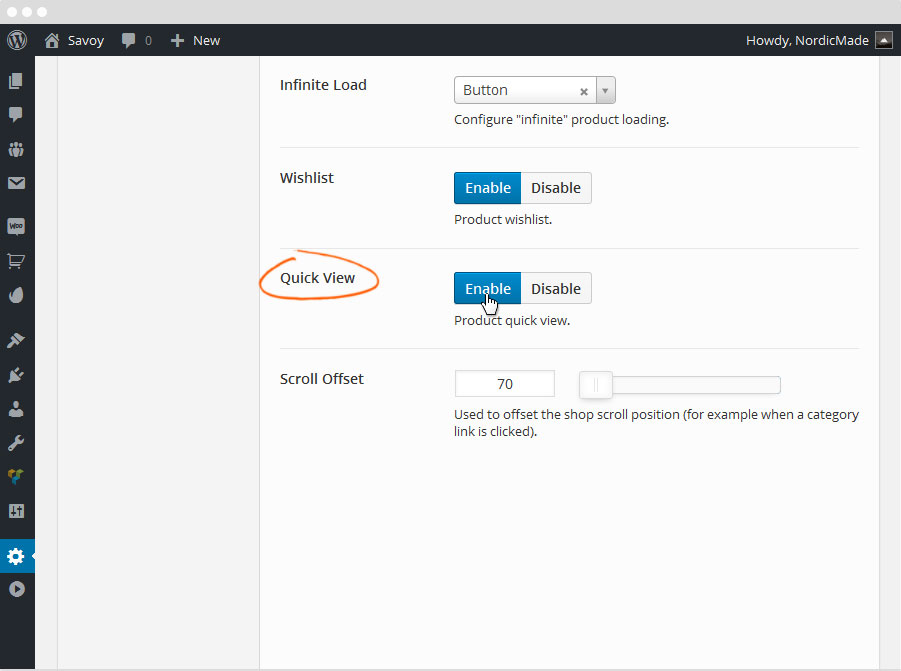 Savoy 0 New Howdy, NordicMade
Infinite Load
Button
Configure "infinite" product loading.
Wishlist
Enable Disable
Product wishlist.
Quick View
Enable Disable
Product quick view.
Scroll Offset
70
Used to offset the shop scroll position (for example when a category
link is clicked).
Woo